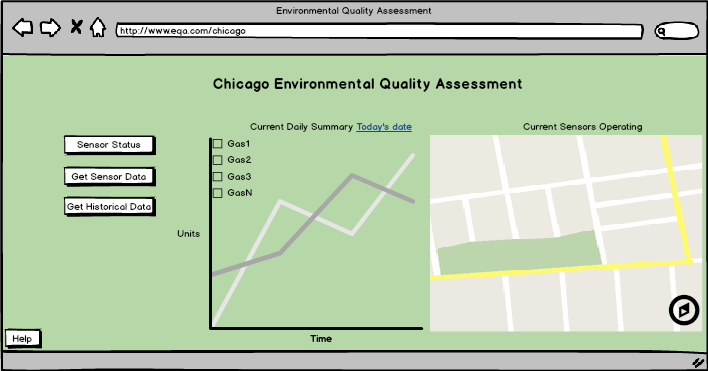 Environmental Quality Assessment
http://www.eqa.com/chicago
Chicago Environmental Quality Assessment
Current Daily Summary Today's date
Current Sensors Operating
Sensor Status
Get Sensor Data
Get Historical Data
Gas1
Gas2
Gas3
GasN
Units
Time
Help